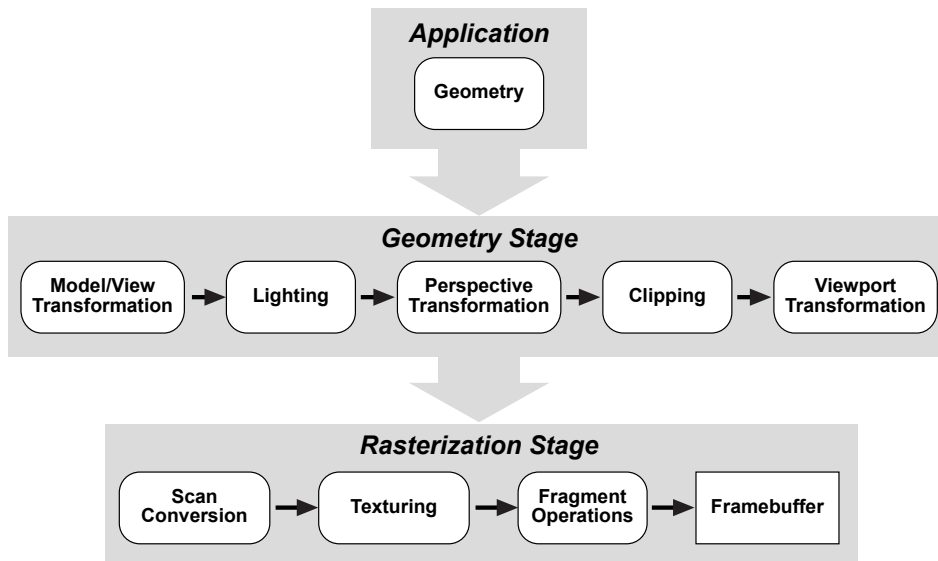 Application
Geometry
Geometry Stage
Model/View
Transformation
Lighting
Perspective
Transformation
Clipping
Viewport
Transformation
Rasterization Stage
Scan
Conversion
Texturing
Fragment
Operations
Framebuffer